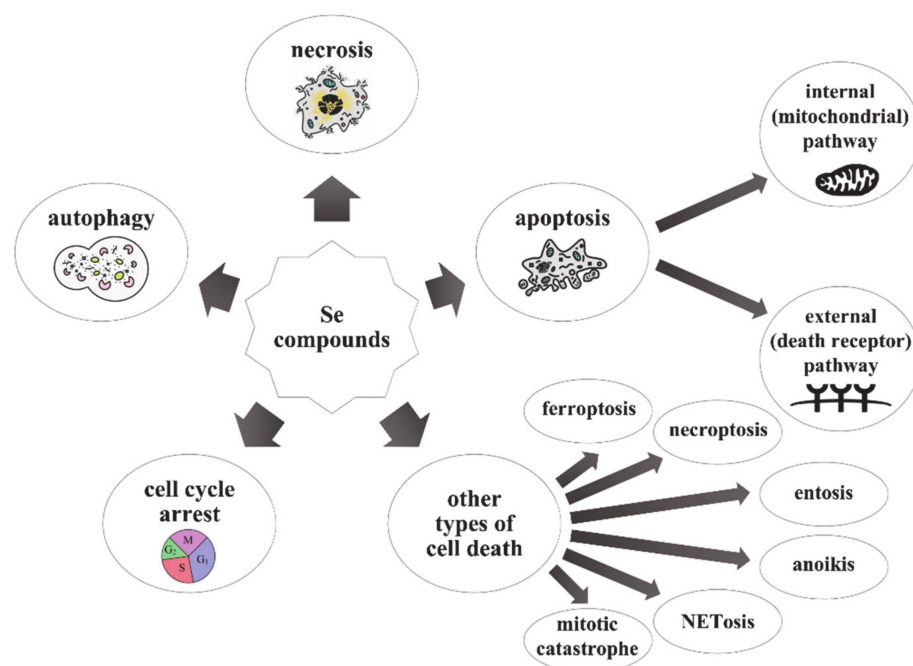 necrosis
autophagy
apoptosis
internal
(mitochondrial)
pathway
Se
compounds
external
(death receptor)
pathway
cell cycle
arrest
M
G2
G1
S
other
types of
cell death
ferroptosis
necroptosis
entosis
anoikis
NETosis
mitotic
catastrophe